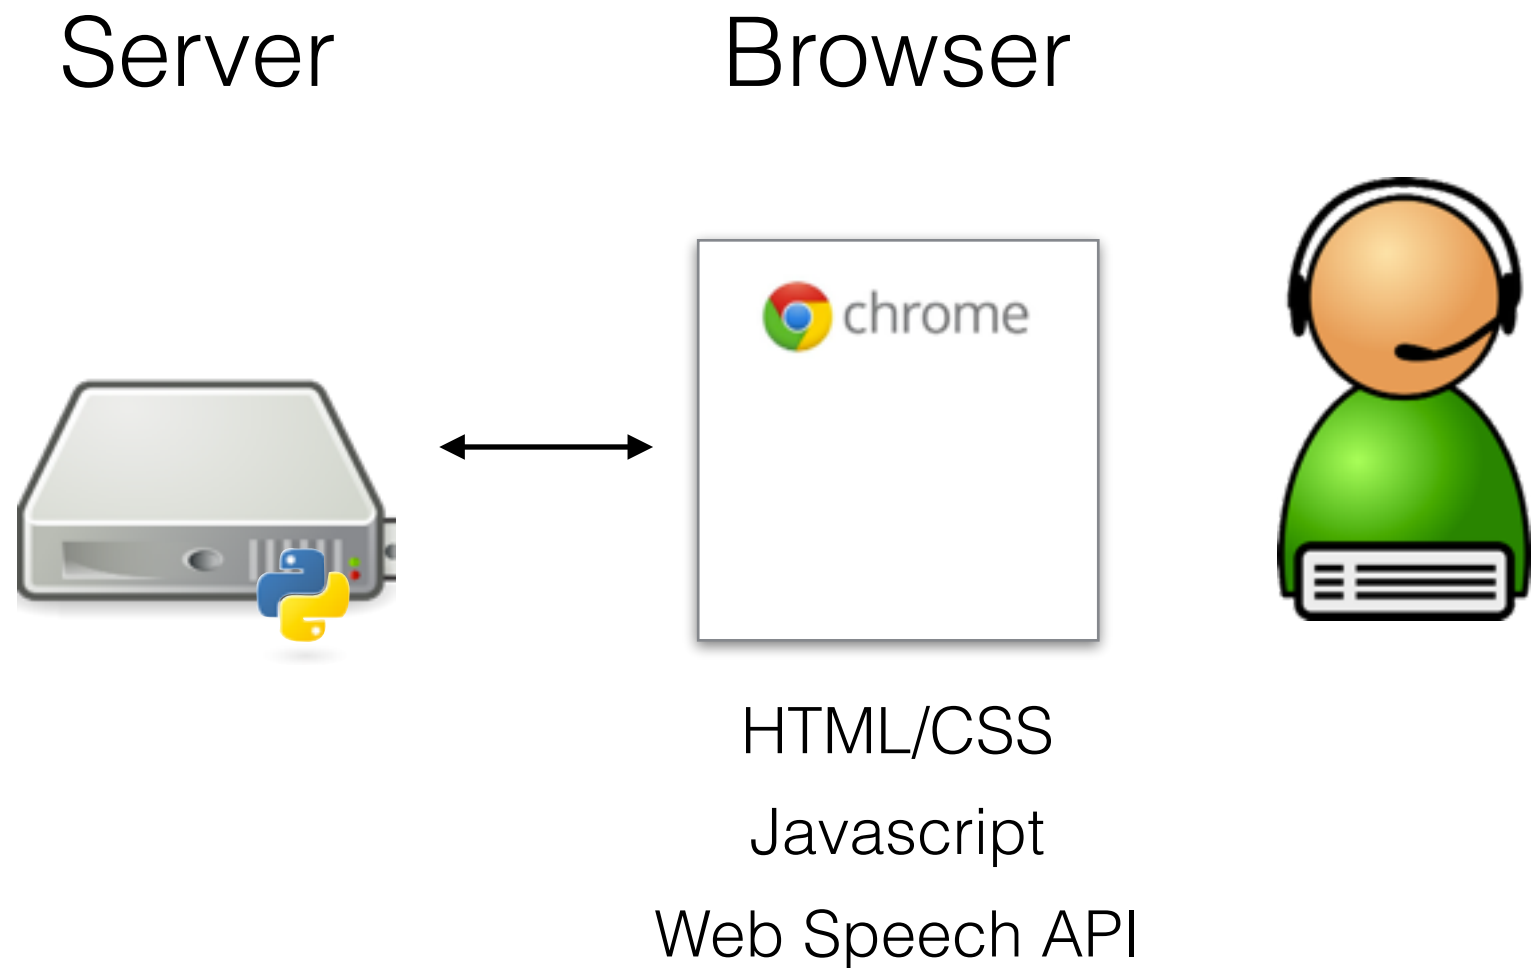 Server
Browser
chrome
HTML/CSS
Javascript
Web Speech API